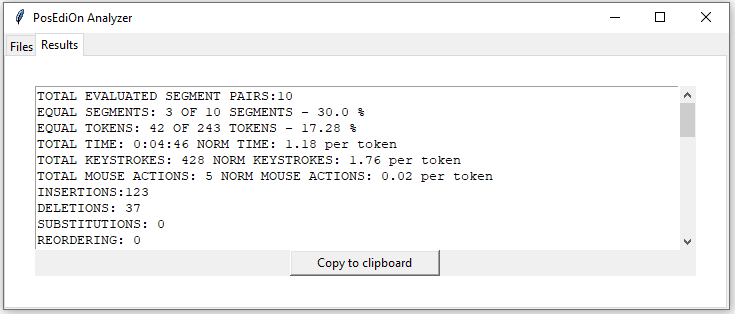 PosEdiOn Analyzer
Files Results
TOTAL EVALUATED SEGMENT PAIRS:10
EQUAL SEGMENTS: 3 OF 10 SEGMENTS - 30.0 %
EQUAL TOKENS: 42 OF 243 TOKENS - 17.28 %
TOTAL TIME: 0:04:46 NORM TIME: 1.18 per token
TOTAL KEYSTROKES: 428 NORM KEYSTROKES: 1.76 per token
TOTAL MOUSE ACTIONS: 5 NORM MOUSE ACTIONS: 0.02 per token
INSERTIONS:123
DELETIONS: 37
SUBSTITUTIONS: 0
REORDERING: 0
Copy to clipboard